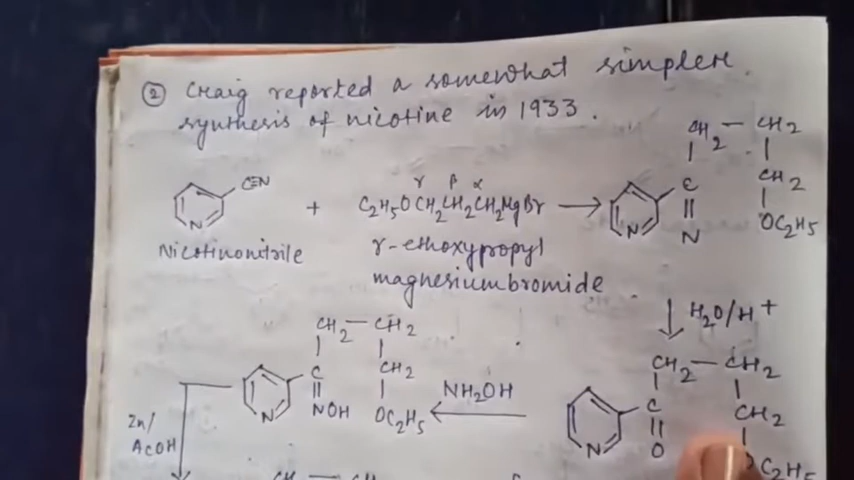 ② Craig reported a somewhat simpler
synthesis of nicotine in 1933.
C≡N
N
Nicotinonitrile
+
γ β α
C₂H₅OCH₂CH₂CH₂MgBr
γ-ethoxypropyl
magnesiumbromide
CH₂ — CH₂
C CH₂
N N OC₂H₅
H₂O/H+
CH₂ — CH₂
C CH₂
N O OC₂H₅
NH₂OH
CH₂ — CH₂
C CH₂
N NOH OC₂H₅
Zn/
AcOH